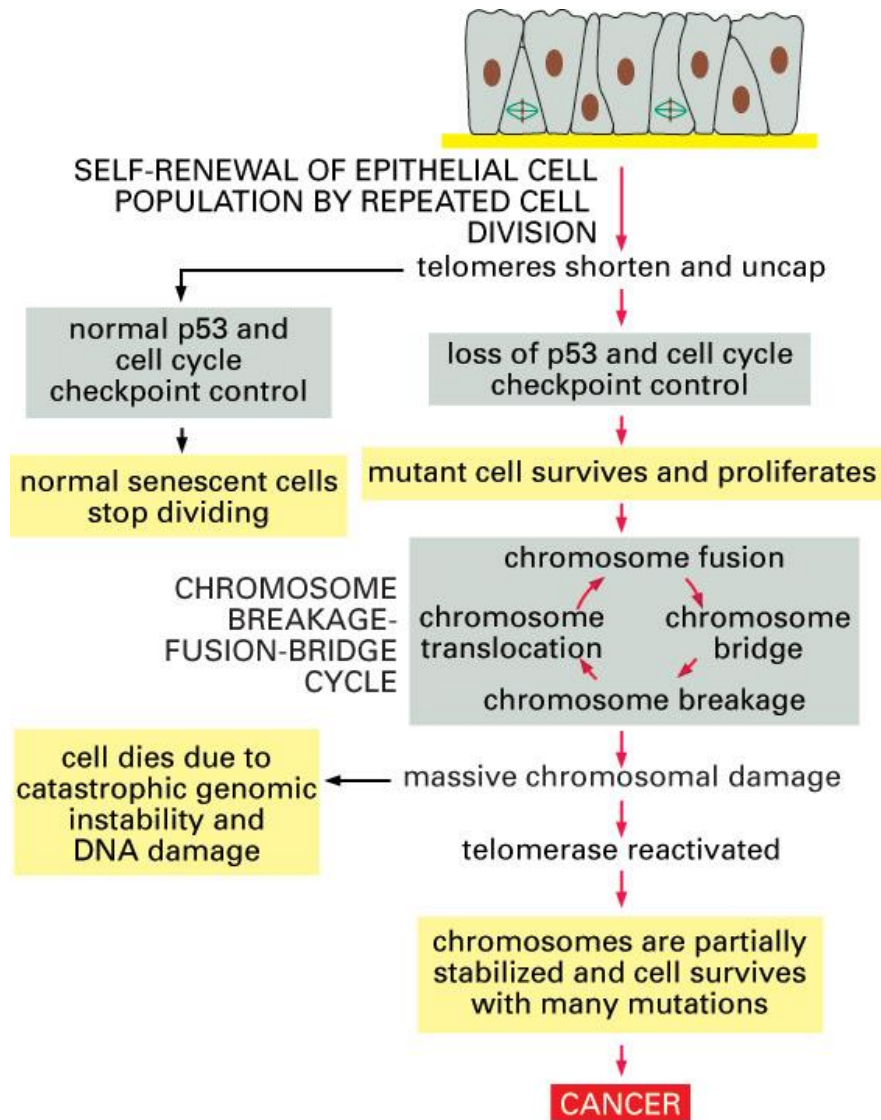 SELF-RENEWAL OF EPITHELIAL CELL
POPULATION BY REPEATED CELL
DIVISION
telomeres shorten and uncap
normal p53 and
cell cycle
checkpoint control
loss of p53 and cell cycle
checkpoint control
normal senescent cells
stop dividing
mutant cell survives and proliferates
CHROMOSOME
BREAKAGE-
FUSION-BRIDGE
CYCLE
chromosome fusion
chromosome
translocation
chromosome
bridge
chromosome breakage
cell dies due to
catastrophic genomic
instability and
DNA damage
massive chromosomal damage
telomerase reactivated
chromosomes are partially
stabilized and cell survives
with many mutations
CANCER